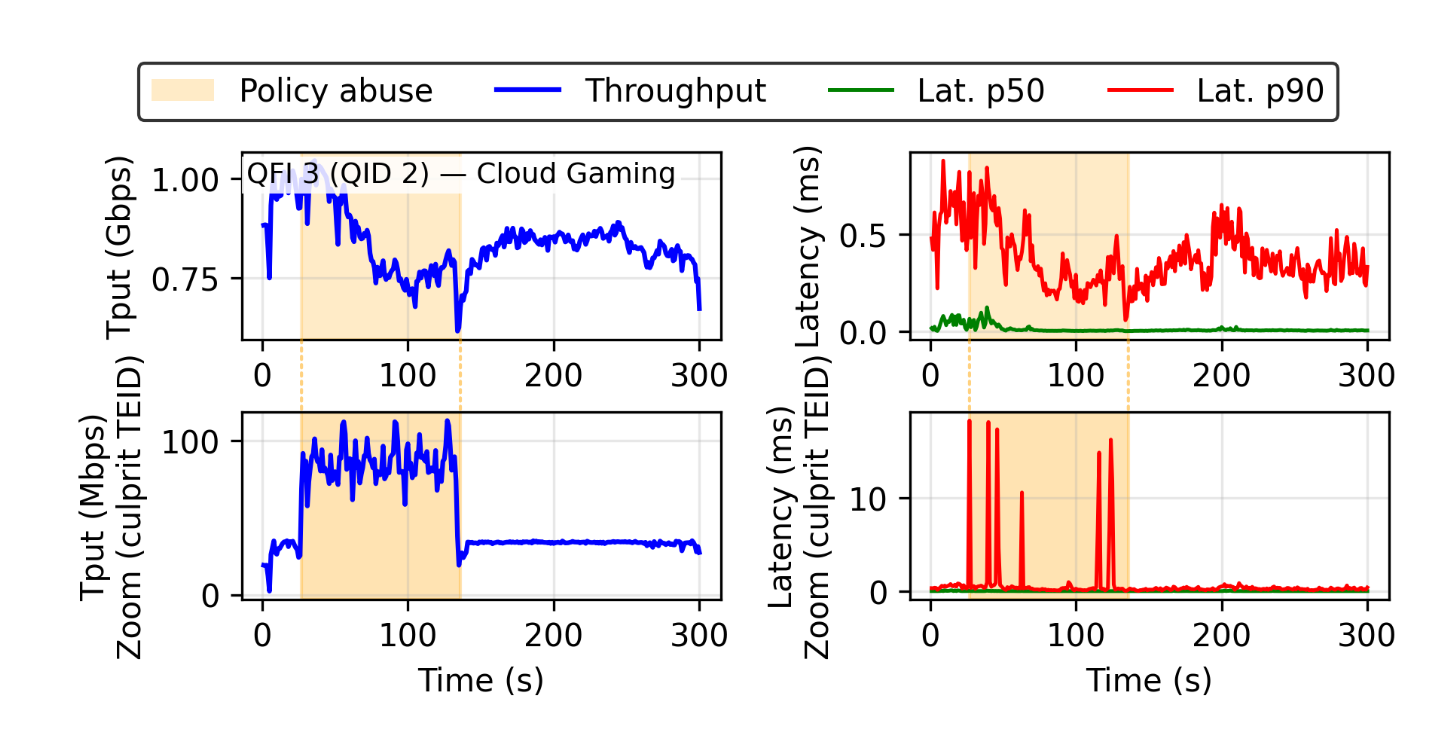 Policy abuse Throughput Lat. p50 Lat. p90
QFI 3 (QID 2) — Cloud Gaming
Tput (Gbps)
1.00
0.75
0 100 200 300
Latency (ms)
0.5
0.0
0 100 200 300
Tput (Mbps)
Zoom (culprit TEID)
100
0
0 100 200 300
Time (s)
Latency (ms)
Zoom (culprit TEID)
10
0
0 100 200 300
Time (s)